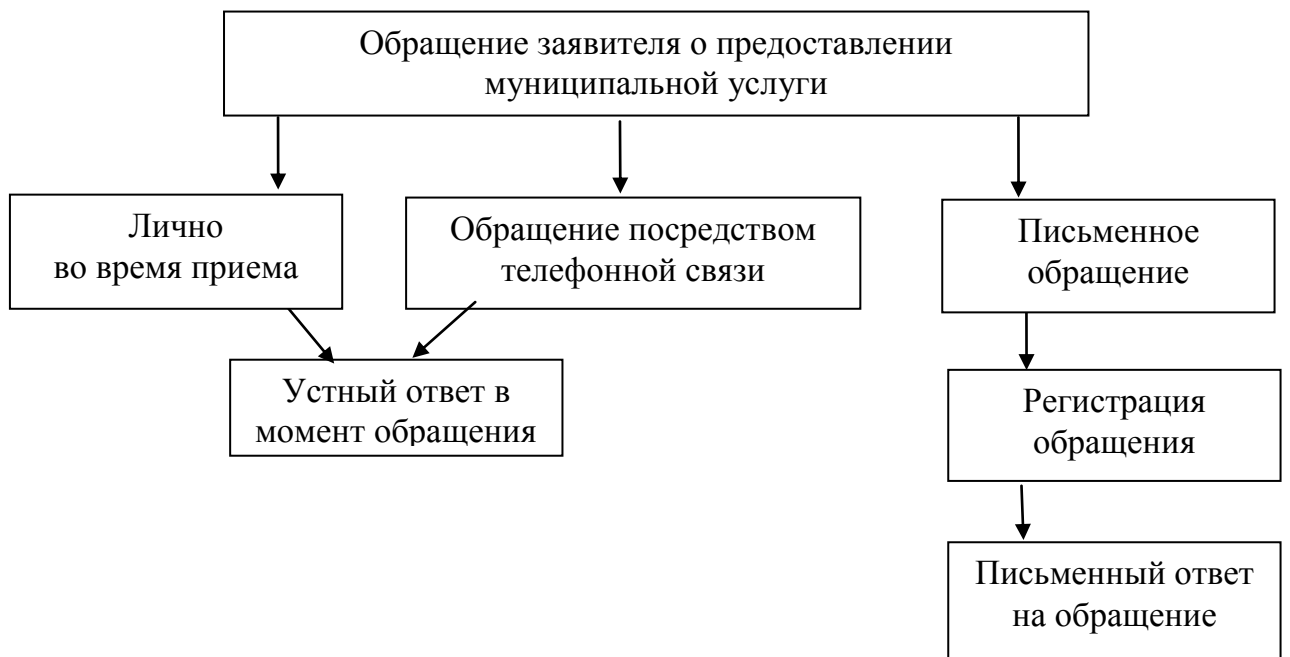 Обращение заявителя о предоставлении
муниципальной услуги
Лично
во время приема
Обращение посредством
телефонной связи
Письменное
обращение
Устный ответ в
момент обращения
Регистрация
обращения
Письменный ответ
на обращение